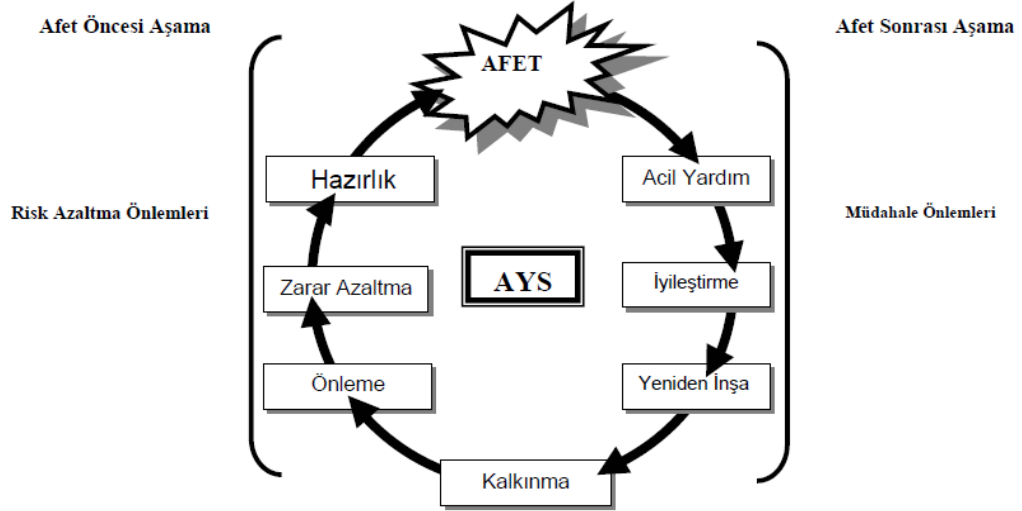 Afet Öncesi Aşama
Afet Sonrası Aşama
AFET
Hazırlık
Acil Yardım
Risk Azaltma Önlemleri
Müdahale Önlemleri
Zarar Azaltma
AYS
İyileştirme
Önleme
Yeniden İnşa
Kalkınma